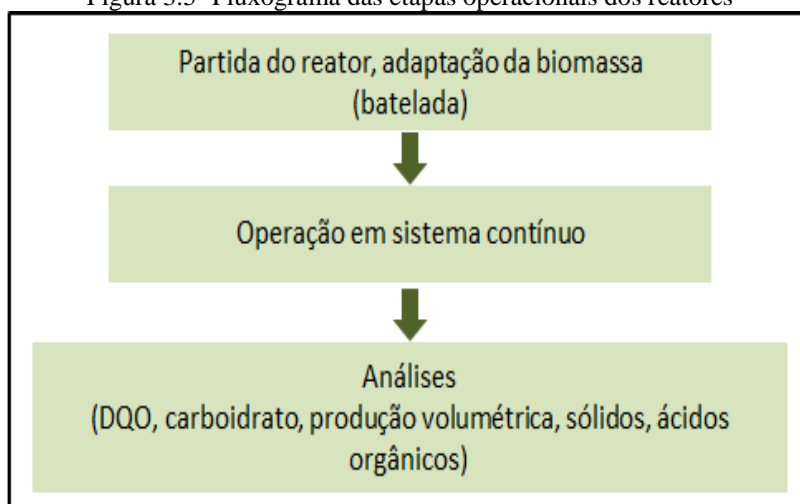 Figura 3.5- Fluxograma das etapas operacionais dos reatores
Partida do reator, adaptação da biomassa
(batelada)
Operação em sistema contínuo
Análises
(DQO, carboidrato, produção volumétrica, sólidos, ácidos
orgânicos)